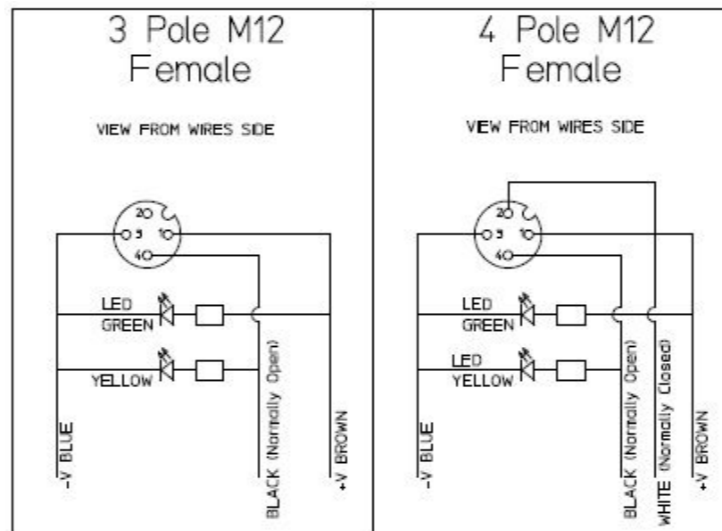 3 Pole M12
Female
VIEW FROM WIRES SIDE
2
3
1
4
LED
GREEN
YELLOW
-V BLUE
BLACK (Normally Open)
+V BROWN
4 Pole M12
Female
VIEW FROM WIRES SIDE
2
3
1
4
LED
GREEN
LED
YELLOW
-V BLUE
BLACK (Normally Open)
WHITE (Normally Closed)
+V BROWN